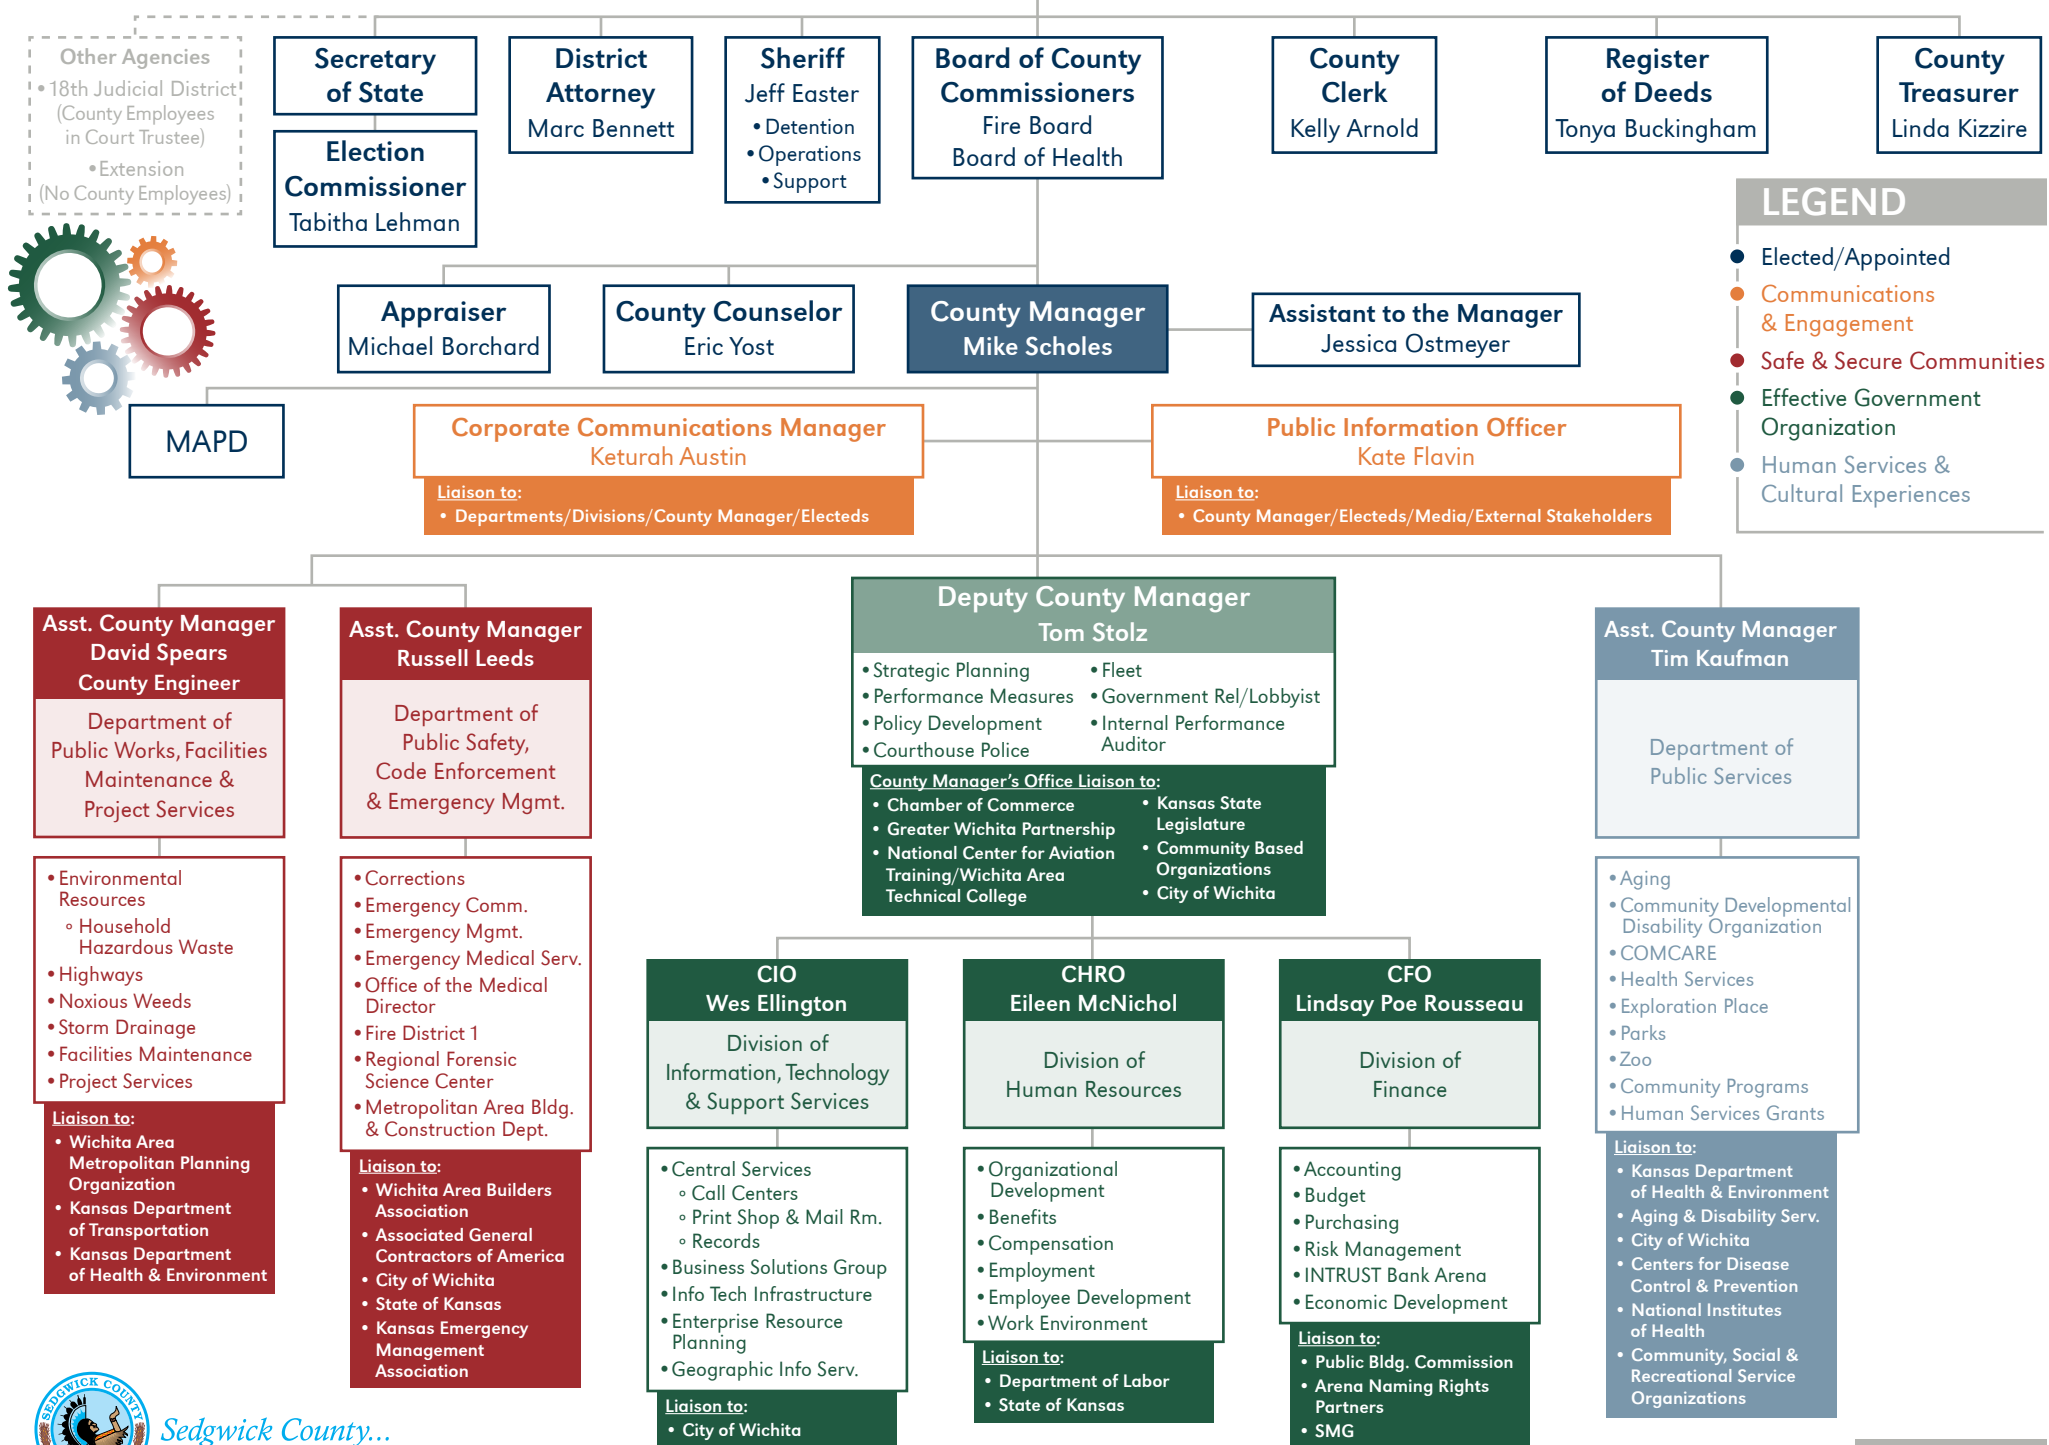 Other Agencies
•18th Judicial District
(County Employees
in Court Trustee)
•Extension
(No County Employees)
Secretary
of State
Election
Commissioner
Tabitha Lehman
District
Attorney
Marc Bennett
Sheriff
Jeff Easter
•Detention
•Operations
•Support
Board of County
Commissioners
Fire Board
Board of Health
County
Clerk
Kelly Arnold
Register
of Deeds
Tonya Buckingham
County
Treasurer
Linda Kizzire
LEGEND
Elected/Appointed
Communications
& Engagement
Safe & Secure Communities
Effective Government
Organization
Human Services &
Cultural Experiences
Appraiser
Michael Borchard
County Counselor
Eric Yost
County Manager
Mike Scholes
Assistant to the Manager
Jessica Ostmeyer
MAPD
Corporate Communications Manager
Keturah Austin
Liaison to:
• Departments/Divisions/County Manager/Electeds
Public Information Officer
Kate Flavin
Liaison to:
• County Manager/Electeds/Media/External Stakeholders
Asst. County Manager
David Spears
County Engineer
Department of
Public Works, Facilities
Maintenance &
Project Services
•Environmental
Resources
◦ Household
Hazardous Waste
•Highways
•Noxious Weeds
•Storm Drainage
•Facilities Maintenance
•Project Services
Liaison to:
• Wichita Area
Metropolitan Planning
Organization
• Kansas Department
of Transportation
• Kansas Department
of Health & Environment
Asst. County Manager
Russell Leeds
Department of
Public Safety,
Code Enforcement
& Emergency Mgmt.
•Corrections
•Emergency Comm.
•Emergency Mgmt.
•Emergency Medical Serv.
•Office of the Medical
Director
•Fire District 1
•Regional Forensic
Science Center
•Metropolitan Area Bldg.
& Construction Dept.
Liaison to:
• Wichita Area Builders
Association
• Associated General
Contractors of America
• City of Wichita
• State of Kansas
• Kansas Emergency
Management
Association
Deputy County Manager
Tom Stolz
•Strategic Planning
•Performance Measures
•Policy Development
•Courthouse Police
•Fleet
•Government Rel/Lobbyist
•Internal Performance
Auditor
County Manager's Office Liaison to:
• Chamber of Commerce
• Greater Wichita Partnership
• National Center for Aviation
Training/Wichita Area
Technical College
• Kansas State
Legislature
• Community Based
Organizations
• City of Wichita
CIO
Wes Ellington
Division of
Information, Technology
& Support Services
•Central Services
◦ Call Centers
◦ Print Shop & Mail Rm.
◦ Records
•Business Solutions Group
•Info Tech Infrastructure
•Enterprise Resource
Planning
•Geographic Info Serv.
Liaison to:
• City of Wichita
CHRO
Eileen McNichol
Division of
Human Resources
•Organizational
Development
•Benefits
•Compensation
•Employment
•Employee Development
•Work Environment
Liaison to:
• Department of Labor
• State of Kansas
CFO
Lindsay Poe Rousseau
Division of
Finance
•Accounting
•Budget
•Purchasing
•Risk Management
•INTRUST Bank Arena
•Economic Development
Liaison to:
• Public Bldg. Commission
• Arena Naming Rights
Partners
• SMG
Asst. County Manager
Tim Kaufman
Department of
Public Services
•Aging
•Community Developmental
Disability Organization
•COMCARE
•Health Services
•Exploration Place
•Parks
•Zoo
•Community Programs
•Human Services Grants
Liaison to:
• Kansas Department
of Health & Environment
• Aging & Disability Serv.
• City of Wichita
• Centers for Disease
Control & Prevention
• National Institutes
of Health
• Community, Social &
Recreational Service
Organizations
SEDGWICK COUNTY
Sedgwick County...